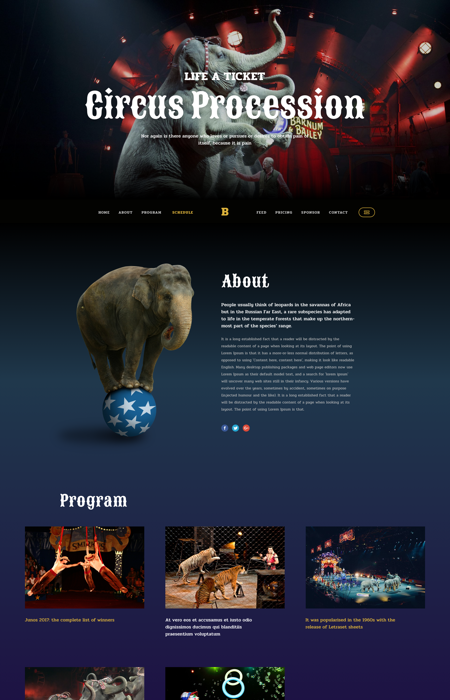 LIFE A TICKET
Circus Procession
BARNUM
& BAILEY
Nor again is there anyone who loves or pursues or desires to obtain pain of
itself, because it is pain
HOME ABOUT PROGRAM SCHEDULE B FEED PRICING SPONSOR CONTACT
About
People usually think of leopards in the savannas of Africa
but in the Russian Far East, a rare subspecies has adapted
to life in the temperate forests that make up the northern-
most part of the species' range.
It is a long established fact that a reader will be distracted by the
readable content of a page when looking at its layout. The point of using
Lorem Ipsum is that it has a more-or-less normal distribution of letters, as
opposed to using 'Content here, content here', making it look like readable
English. Many desktop publishing packages and web page editors now use
Lorem Ipsum as their default model text, and a search for 'lorem ipsum'
will uncover many web sites still in their infancy. Various versions have
evolved over the years, sometimes by accident, sometimes on purpose
(injected humour and the like). It is a long established fact that a reader
will be distracted by the readable content of a page when looking at its
layout. The point of using Lorem Ipsum is that.
Program
Janus 2017: the complete list of winners
At vero eos et accusamus et iusto odio
dignissimos ducimus qui blanditiis
praesentium voluptatum
It was popularised in the 1960s with the
release of Letraset sheets